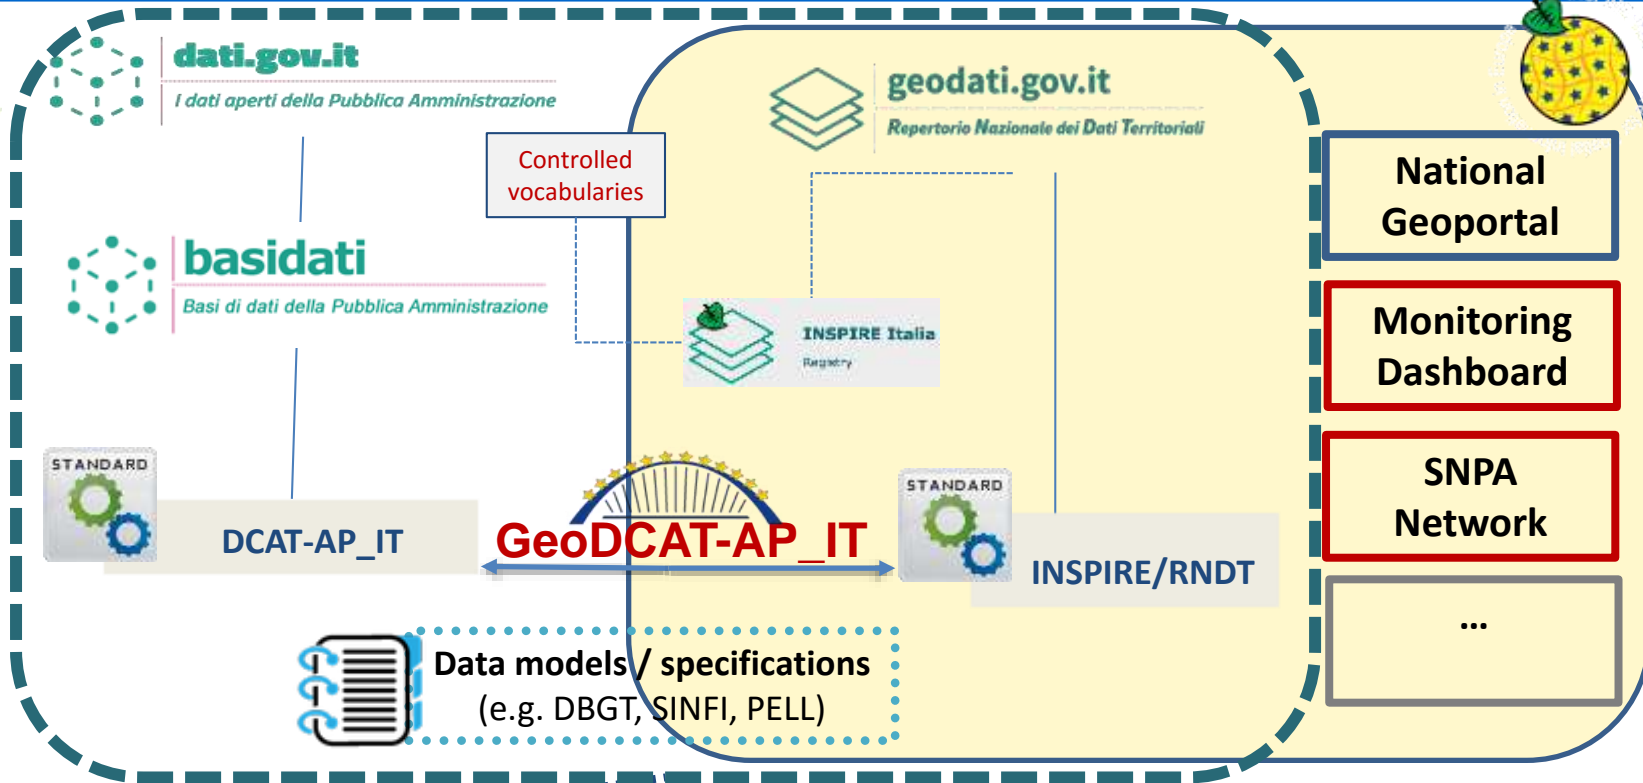 dati.gov.it
I dati aperti della Pubblica Amministrazione
geodati.gov.it
Repertorio Nazionale dei Dati Territoriali
Controlled
vocabularies
National
Geoportal
basidati
Basi di dati della Pubblica Amministrazione
INSPIRE Italia
Registry
Monitoring
Dashboard
STANDARD
DCAT-AP_IT
GeoDCAT-AP_IT
STANDARD
INSPIRE/RNDT
SNPA
Network
Data models / specifications
(e.g. DBGT, SINFI, PELL)
...